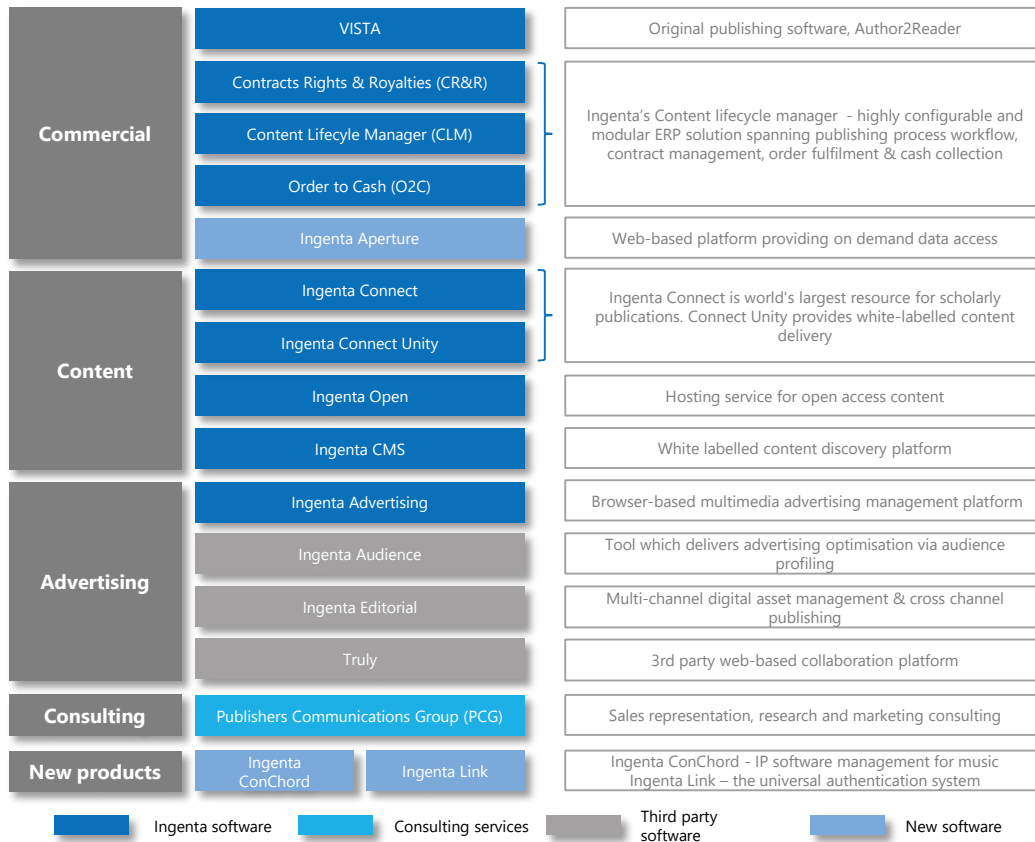 VISTA
Original publishing software, Author2Reader
Commercial
Contracts Rights & Royalties (CR&R)
Content Lifecyle Manager (CLM)
Order to Cash (O2C)
Ingenta's Content lifecycle manager - highly configurable and
modular ERP solution spanning publishing process workflow,
contract management, order fulfilment & cash collection
Ingenta Aperture
Web-based platform providing on demand data access
Content
Ingenta Connect
Ingenta Connect Unity
Ingenta Connect is world's largest resource for scholarly
publications. Connect Unity provides white-labelled content
delivery
Ingenta Open
Hosting service for open access content
Ingenta CMS
White labelled content discovery platform
Advertising
Ingenta Advertising
Browser-based multimedia advertising management platform
Ingenta Audience
Tool which delivers advertising optimisation via audience
profiling
Ingenta Editorial
Multi-channel digital asset management & cross channel
publishing
Truly
3rd party web-based collaboration platform
Consulting
Publishers Communications Group (PCG)
Sales representation, research and marketing consulting
New products
Ingenta
ConChord
Ingenta Link
Ingenta ConChord - IP software management for music
Ingenta Link – the universal authentication system
Ingenta software
Consulting services
Third party
software
New software